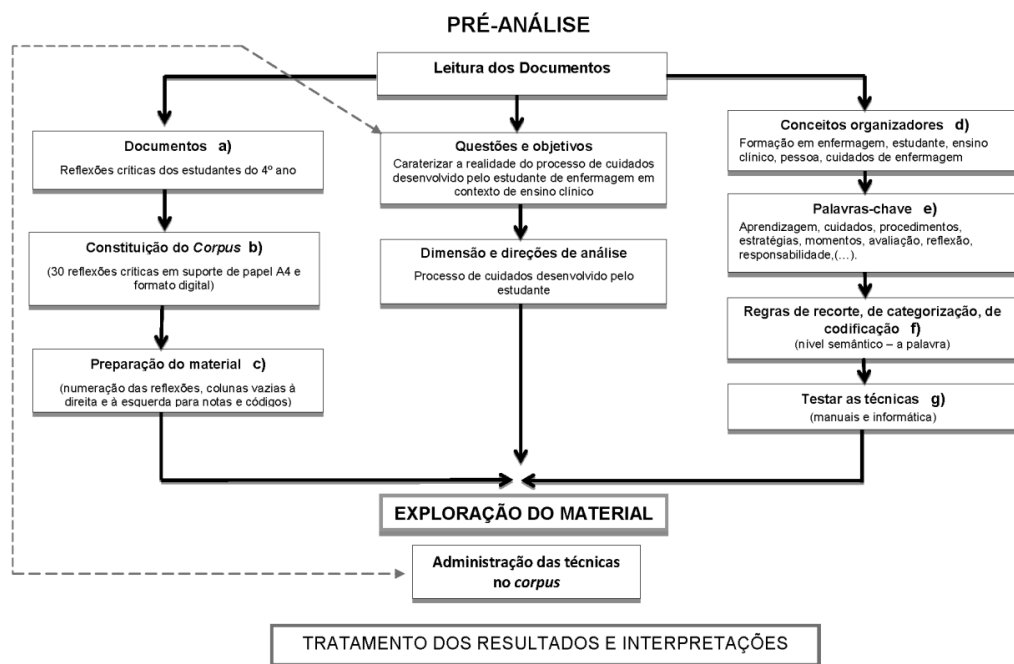 PRÉ-ANÁLISE
Leitura dos Documentos
Documentos a)
Reflexões críticas dos estudantes do 4º ano
Constituição do Corpus b)
(30 reflexões criticas em suporte de papel A4 e
formato digital)
Preparação do material c)
(numeração das reflexões, colunas vazias à
direita e à esquerda para notas e códigos)
Questões e objetivos
Caraterizar a realidade do processo de cuidados
desenvolvido pelo estudante de enfermagem em
contexto de ensino clínico
Dimensão e direções de análise
Processo de cuidados desenvolvido pelo
estudante
Conceitos organizadores d)
Formação em enfermagem, estudante, ensino
clínico, pessoa, cuidados de enfermagem
Palavras-chave e)
Aprendizagem, cuidados, procedimentos,
estratégias, momentos, avaliação, reflexão,
responsabilidade,(…).
Regras de recorte, de categorização, de
codificação f)
(nível semântico – a palavra)
Testar as técnicas g)
(manuais e informática)
EXPLORAÇÃO DO MATERIAL
Administração das técnicas
no corpus
TRATAMENTO DOS RESULTADOS E INTERPRETAÇÕES